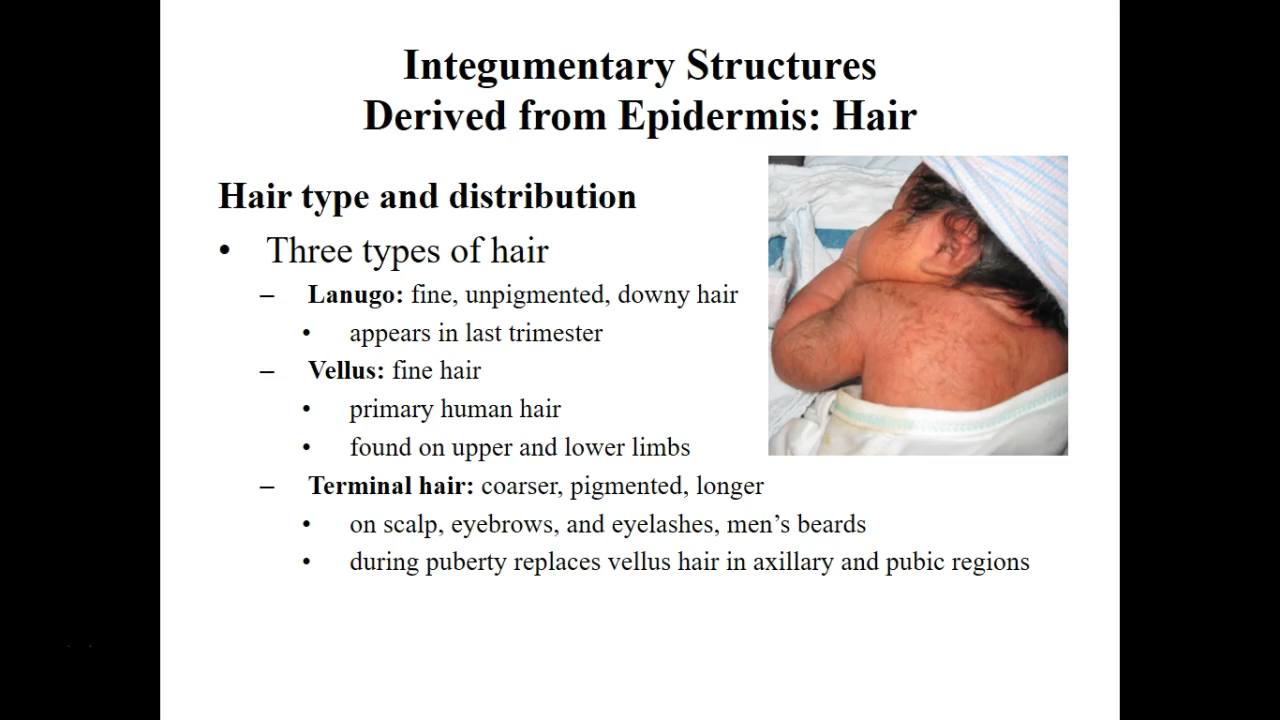 Integumentary Structures
Derived from Epidermis: Hair
Hair type and distribution
• Three types of hair
– Lanugo: fine, unpigmented, downy hair
• appears in last trimester
– Vellus: fine hair
• primary human hair
• found on upper and lower limbs
– Terminal hair: coarser, pigmented, longer
• on scalp, eyebrows, and eyelashes, men’s beards
• during puberty replaces vellus hair in axillary and pubic regions